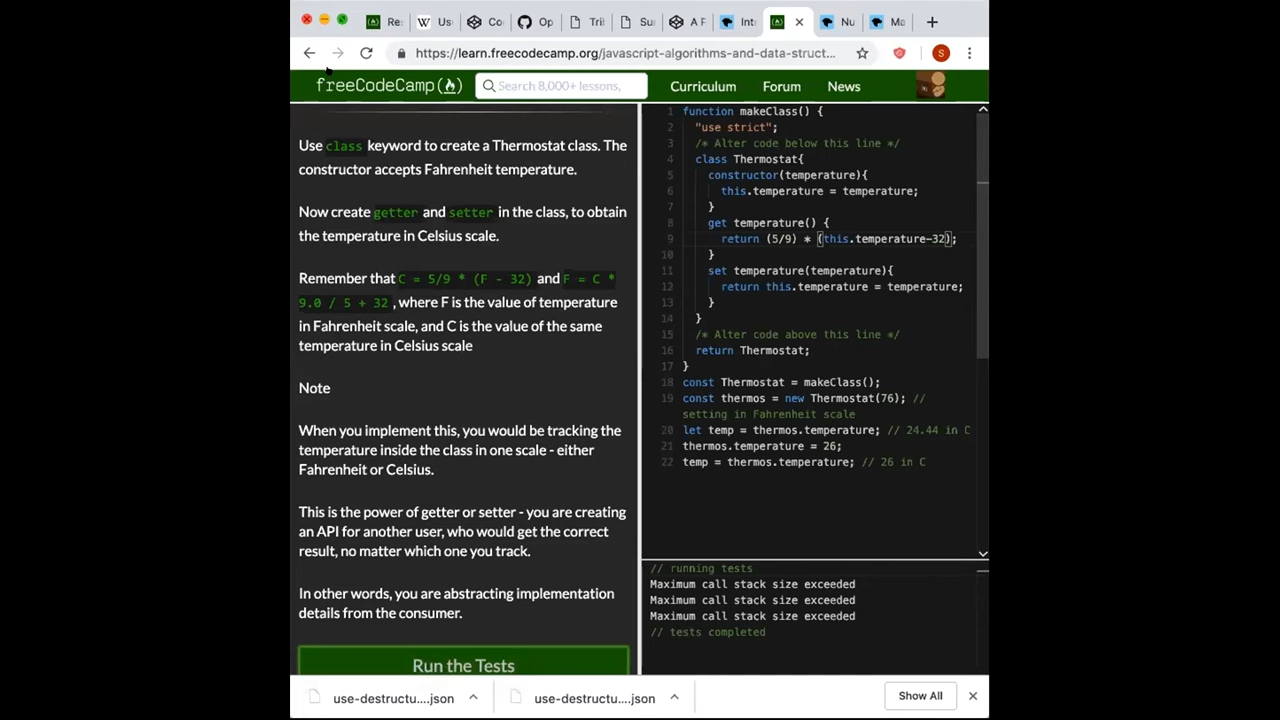 Re
Us
Co
Op
Tri
Su
A F
Int
Nu
Ma
https://learn.freecodecamp.org/javascript-algorithms-and-data-struct...
S
freeCodeCamp
Search 8,000+ lessons,
Curriculum
Forum
News
Use class keyword to create a Thermostat class. The
constructor accepts Fahrenheit temperature.
Now create getter and setter in the class, to obtain
the temperature in Celsius scale.
Remember that C = 5/9 * (F - 32) and F = C *
9.0 / 5 + 32 , where F is the value of temperature
in Fahrenheit scale, and C is the value of the same
temperature in Celsius scale
Note
When you implement this, you would be tracking the
temperature inside the class in one scale - either
Fahrenheit or Celsius.
This is the power of getter or setter - you are creating
an API for another user, who would get the correct
result, no matter which one you track.
In other words, you are abstracting implementation
details from the consumer.
Run the Tests
1 function makeClass() {
2 "use strict";
3 /* Alter code below this line */
4 class Thermostat{
5 constructor(temperature){
6 this.temperature = temperature;
7 }
8 get temperature() {
9 return (5/9) * (this.temperature-32);
10 }
11 set temperature(temperature){
12 return this.temperature = temperature;
13 }
14 }
15 /* Alter code above this line */
16 return Thermostat;
17 }
18 const Thermostat = makeClass();
19 const thermos = new Thermostat(76); //
setting in Fahrenheit scale
20 let temp = thermos.temperature; // 24.44 in C
21 thermos.temperature = 26;
22 temp = thermos.temperature; // 26 in C
// running tests
Maximum call stack size exceeded
Maximum call stack size exceeded
Maximum call stack size exceeded
// tests completed
use-destructu....json
use-destructu....json
Show All